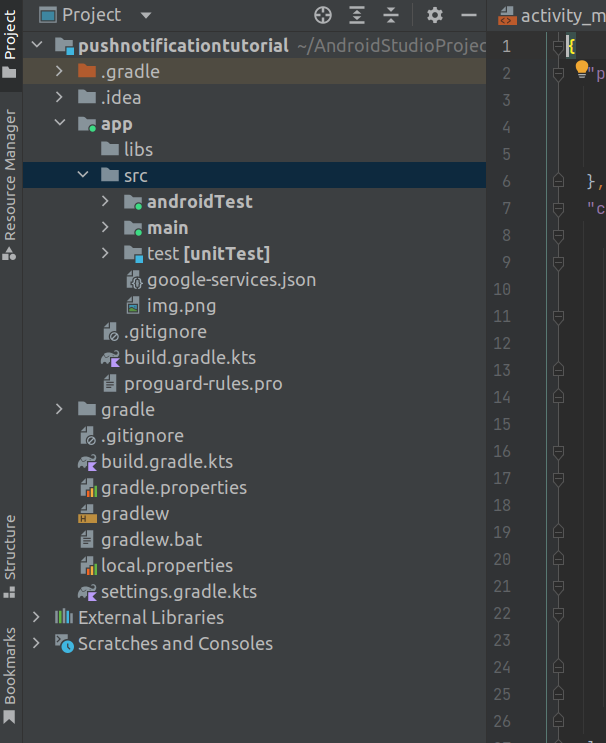 Project
Resource Manager
Structure
Bookmarks
Project
pushnotificationtutorial ~/AndroidStudioProjec
.gradle
.idea
app
libs
src
androidTest
main
test [unitTest]
google-services.json
img.png
.gitignore
build.gradle.kts
proguard-rules.pro
gradle
.gitignore
build.gradle.kts
gradle.properties
gradlew
gradlew.bat
local.properties
settings.gradle.kts
External Libraries
Scratches and Consoles
activity_m
1 {
2 "p
3
4
5
6 },
7 "c
8
9
10
11
12
13
14
15
16
17
18
19
20
21
22
23
24
25
26